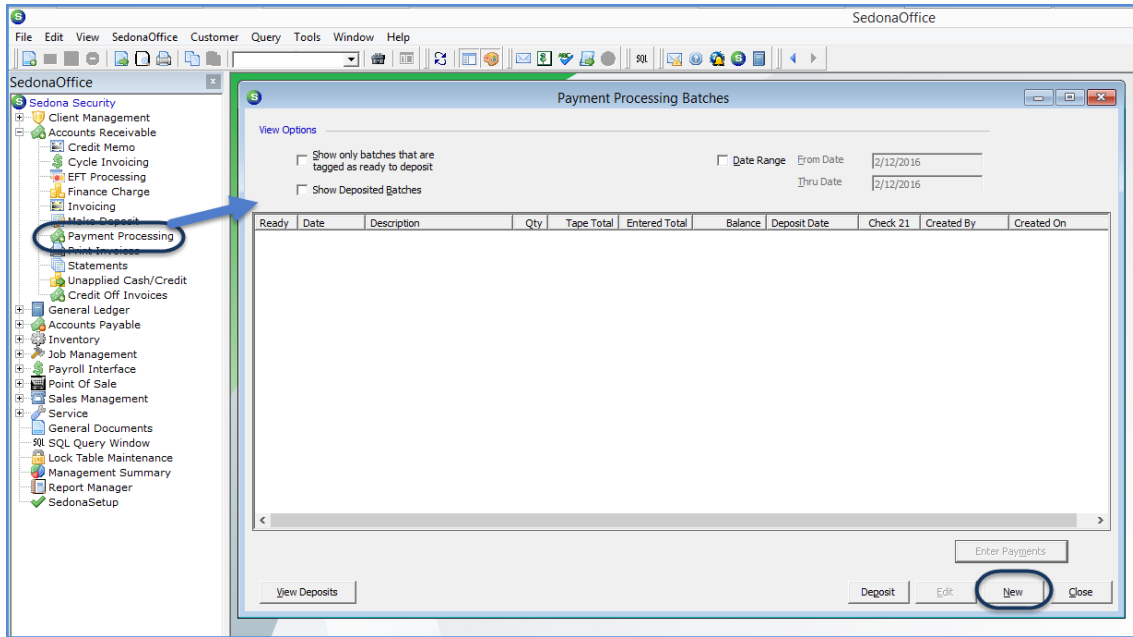 SedonaOffice
File Edit View SedonaOffice Customer Query Tools Window Help
SQL
SedonaOffice
Sedona Security
Client Management
Accounts Receivable
Credit Memo
Cycle Invoicing
EFT Processing
Finance Charge
Invoicing
Make Deposit
Payment Processing
Print Invoices
Statements
Unapplied Cash/Credit
Credit Off Invoices
General Ledger
Accounts Payable
Inventory
Job Management
Payroll Interface
Point Of Sale
Sales Management
Service
General Documents
SQL SQL Query Window
Lock Table Maintenance
Management Summary
Report Manager
SedonaSetup
Payment Processing Batches
View Options
Show only batches that are
tagged as ready to deposit
Show Deposited Batches
Date Range From Date 2/12/2016
Thru Date 2/12/2016
Ready Date Description Qty Tape Total Entered Total Balance Deposit Date Check 21 Created By Created On
Enter Payments
View Deposits Deposit Edit New Close